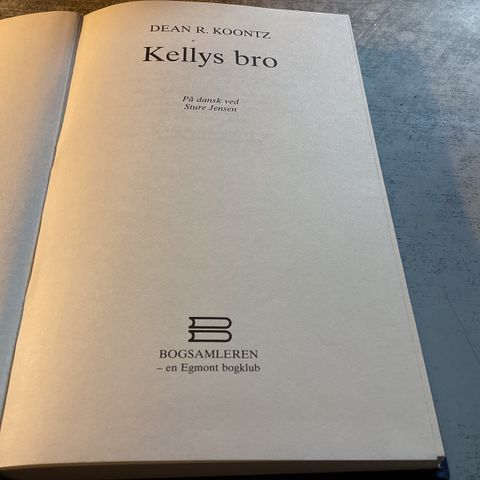 DEAN R. KOONTZ
Kellys bro
På dansk ved
Sture Jensen
BOGSAMLEREN
– en Egmont bogklub